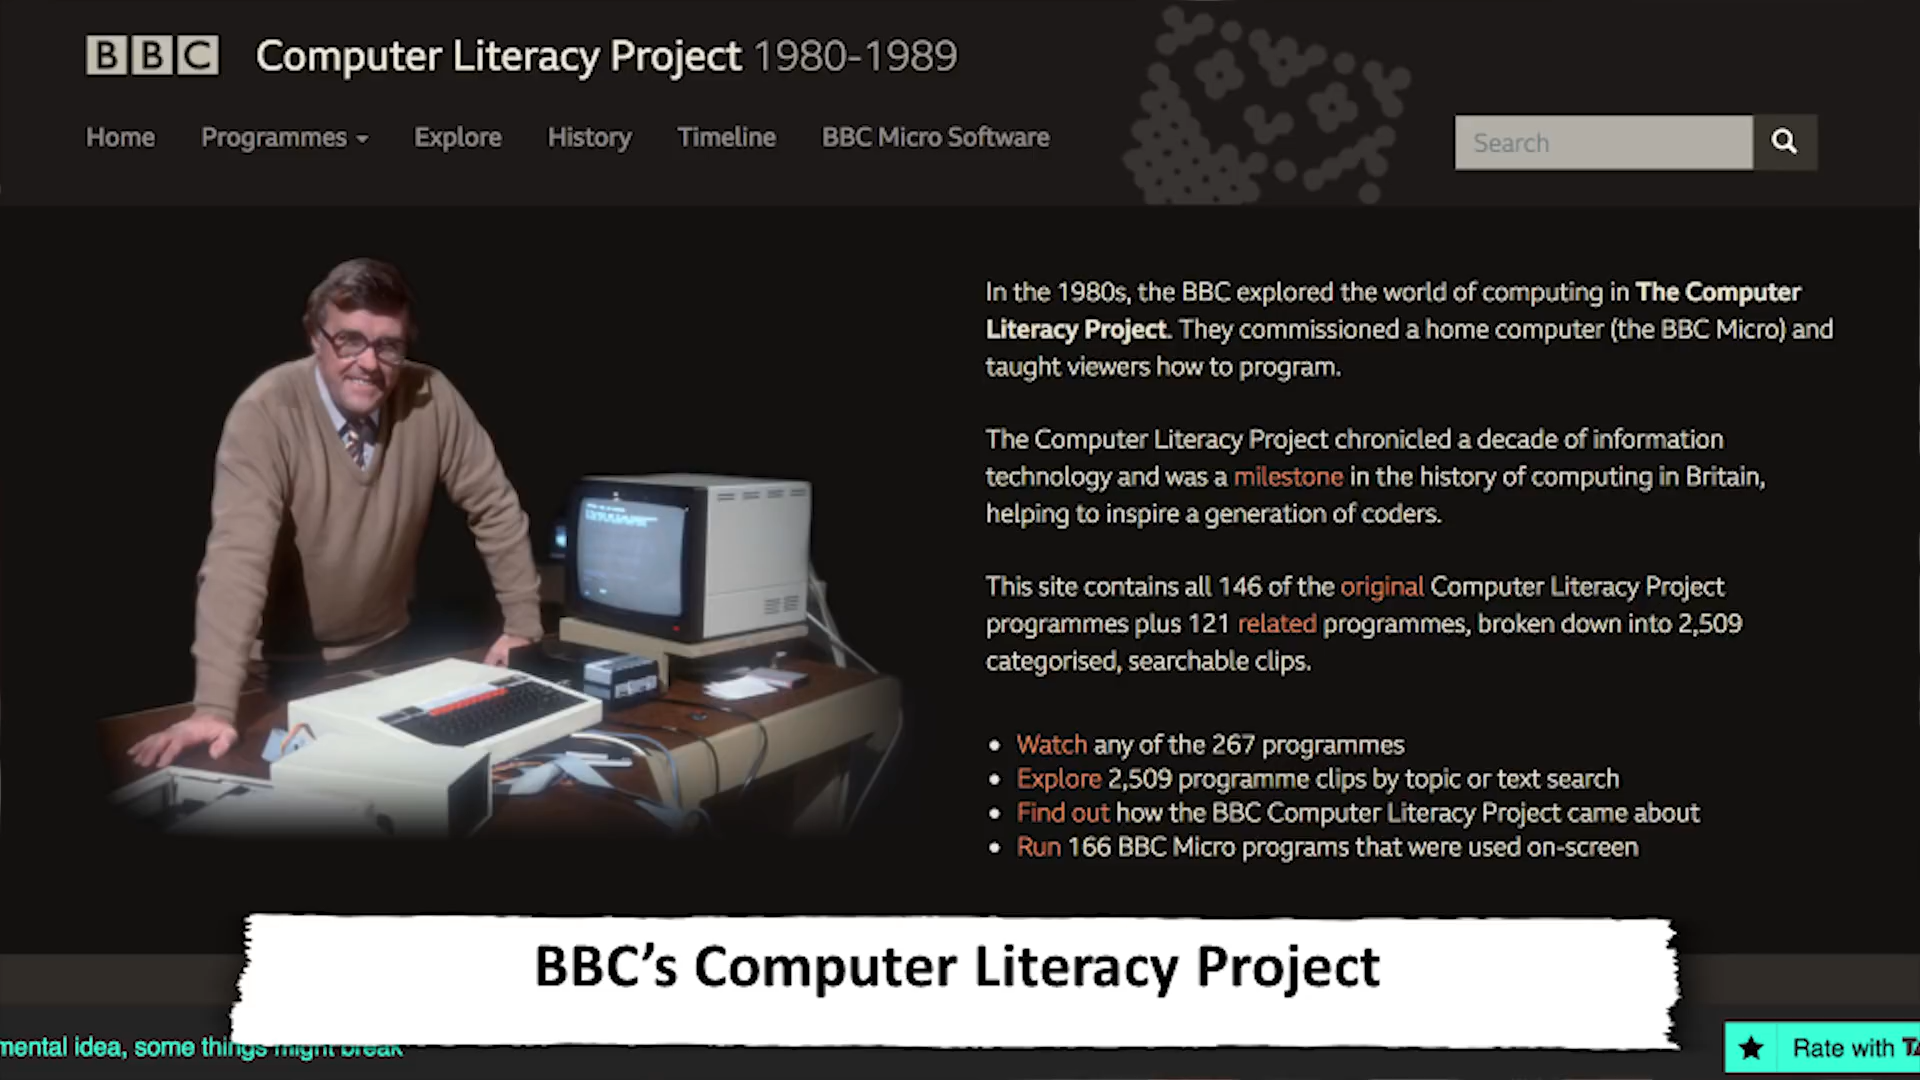 BBC Computer Literacy Project 1980-1989
Home Programmes Explore History Timeline BBC Micro Software
Search
In the 1980s, the BBC explored the world of computing in The Computer
Literacy Project. They commissioned a home computer (the BBC Micro) and
taught viewers how to program.
The Computer Literacy Project chronicled a decade of information
technology and was a milestone in the history of computing in Britain,
helping to inspire a generation of coders.
This site contains all 146 of the original Computer Literacy Project
programmes plus 121 related programmes, broken down into 2,509
categorised, searchable clips.
• Watch any of the 267 programmes
• Explore 2,509 programme clips by topic or text search
• Find out how the BBC Computer Literacy Project came about
• Run 166 BBC Micro programs that were used on-screen
BBC's Computer Literacy Project
mental idea, some things might break
Rate with TA